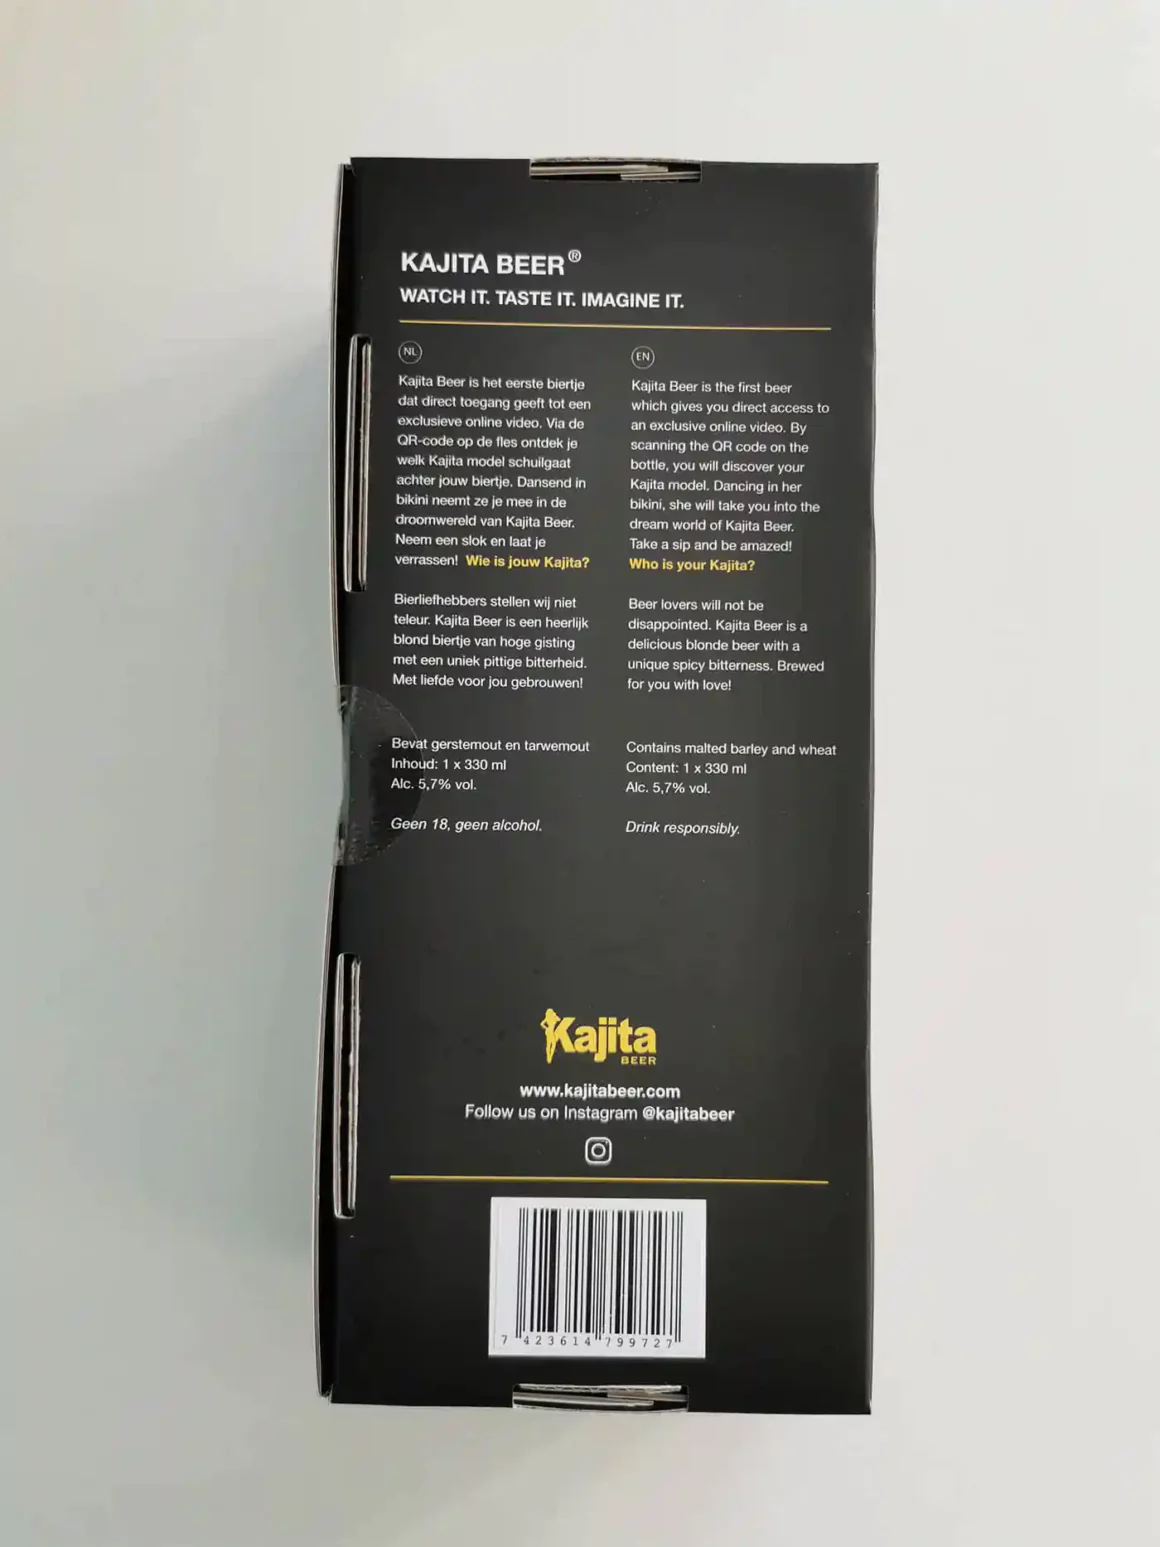 KAJITA BEER®
WATCH IT. TASTE IT. IMAGINE IT.
NL
Kajita Beer is het eerste biertje
dat direct toegang geeft tot een
exclusieve online video. Via de
QR-code op de fles ontdek je
welk Kajita model schuilgaat
achter jouw biertje. Dansend in
bikini neemt ze je mee in de
droomwereld van Kajita Beer.
Neem een slok en laat je
verrassen! Wie is jouw Kajita?
Bierliefhebbers stellen wij niet
teleur. Kajita Beer is een heerlijk
blond biertje van hoge gisting
met een uniek pittige bitterheid.
Met liefde voor jou gebrouwen!
Bevat gerstemout en tarwemout
Inhoud: 1 x 330 ml
Alc. 5,7% vol.
Geen 18, geen alcohol.
EN
Kajita Beer is the first beer
which gives you direct access to
an exclusive online video. By
scanning the QR code on the
bottle, you will discover your
Kajita model. Dancing in her
bikini, she will take you into the
dream world of Kajita Beer.
Take a sip and be amazed!
Who is your Kajita?
Beer lovers will not be
disappointed. Kajita Beer is a
delicious blonde beer with a
unique spicy bitterness. Brewed
for you with love!
Contains malted barley and wheat
Content: 1 x 330 ml
Alc. 5,7% vol.
Drink responsibly.
Kajita
BEER
www.kajitabeer.com
Follow us on Instagram @kajitabeer
7 423614 799727